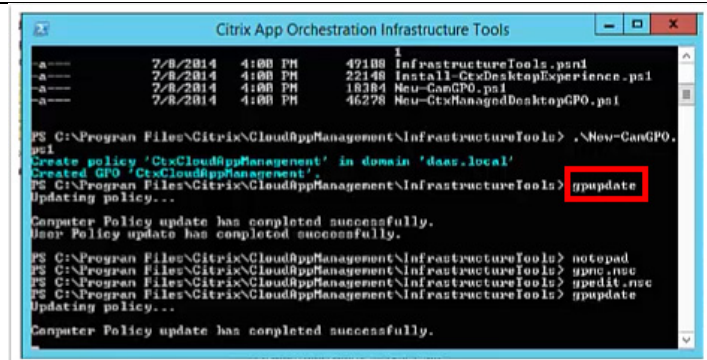 Citrix App Orchestration Infrastructure Tools
1
-a--- 7/8/2014 4:08 PM 49108 InfrastructureTools.psm1
-a--- 7/8/2014 4:08 PM 22148 Install-CtxDesktopExperience.ps1
-a--- 7/8/2014 4:08 PM 18384 New-CamGPO.ps1
-a--- 7/8/2014 4:08 PM 46278 New-CtxManagedDesktopGPO.ps1
PS C:\Program Files\Citrix\CloudAppManagement\InfrastructureTools> .\New-CamGPO.
ps1
Create policy 'CtxCloudAppManagement' in domain 'daas.local'
Created GPO 'CtxCloudAppManagement'.
PS C:\Program Files\Citrix\CloudAppManagement\InfrastructureTools> gpupdate
Updating policy...
Computer Policy update has completed successfully.
User Policy update has completed successfully.
PS C:\Program Files\Citrix\CloudAppManagement\InfrastructureTools> notepad
PS C:\Program Files\Citrix\CloudAppManagement\InfrastructureTools> gpmc.msc
PS C:\Program Files\Citrix\CloudAppManagement\InfrastructureTools> gpedit.msc
PS C:\Program Files\Citrix\CloudAppManagement\InfrastructureTools> gpupdate
Updating policy...
Computer Policy update has completed successfully.